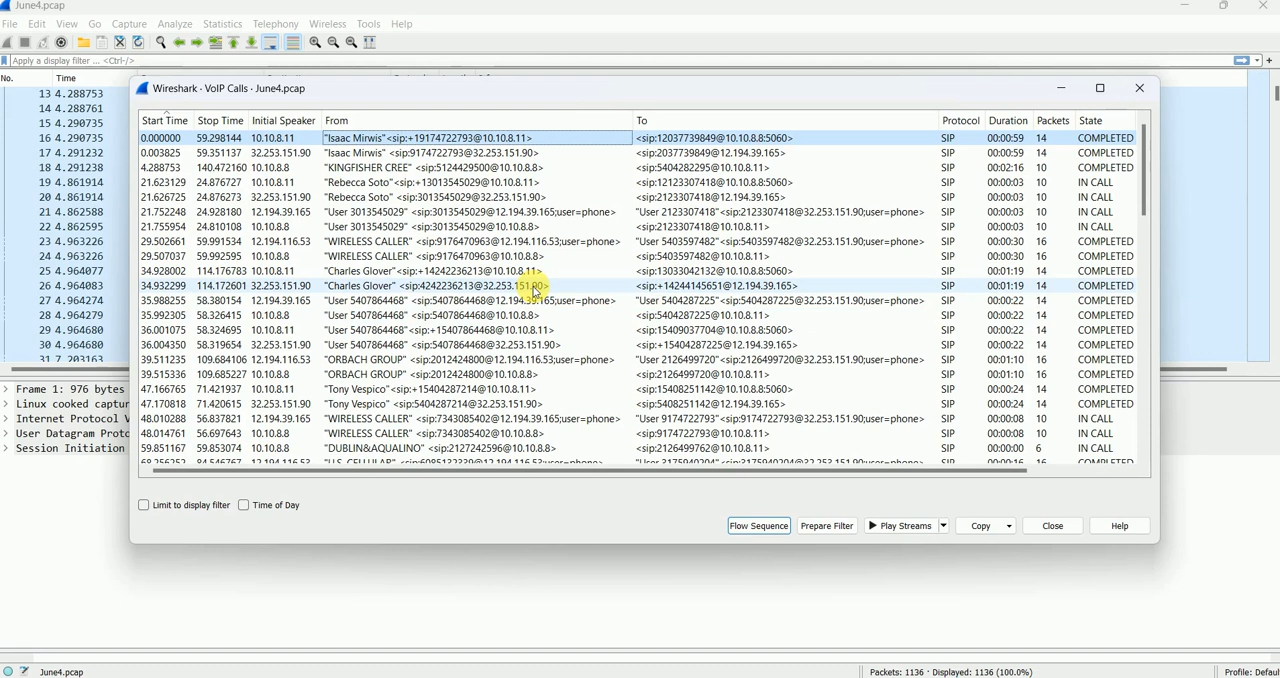 June4.pcap
File Edit View Go Capture Analyze Statistics Telephony Wireless Tools Help
Apply a display filter ... <Ctrl-/>
No. Time
13 4.288753
14 4.288761
15 4.290735
16 4.290735
17 4.291232
18 4.291238
19 4.861914
20 4.861914
21 4.862588
22 4.862595
23 4.963226
24 4.963226
25 4.964077
26 4.964083
27 4.964274
28 4.964279
29 4.964680
30 4.964680
31 7.203163
Frame 1: 976 bytes
Linux cooked captur
Internet Protocol V
User Datagram Proto
Session Initiation
Wireshark · VoIP Calls · June4.pcap
Start Time Stop Time Initial Speaker From To Protocol Duration Packets State
0.000000 59.298144 10.10.8.11 "Isaac Mirwis"<sip:+19174722793@10.10.8.11> <sip:12037739849@10.10.8.8:5060> SIP 00:00:59 14 COMPLETED
0.003825 59.351137 32.253.151.90 "Isaac Mirwis" <sip:9174722793@32.253.151.90> <sip:2037739849@12.194.39.165> SIP 00:00:59 14 COMPLETED
4.288753 140.472160 10.10.8.8 "KINGFISHER CREE" <sip:5124429500@10.10.8.8> <sip:5404282295@10.10.8.11> SIP 00:02:16 10 COMPLETED
21.623129 24.876727 10.10.8.11 "Rebecca Soto"<sip:+13013545029@10.10.8.11> <sip:12123307418@10.10.8.8:5060> SIP 00:00:03 10 IN CALL
21.626725 24.876273 32.253.151.90 "Rebecca Soto" <sip:3013545029@32.253.151.90> <sip:2123307418@12.194.39.165> SIP 00:00:03 10 IN CALL
21.752248 24.928180 12.194.39.165 "User 3013545029" <sip:3013545029@12.194.39.165;user=phone> "User 2123307418"<sip:2123307418@32.253.151.90;user=phone> SIP 00:00:03 10 IN CALL
21.755954 24.810108 10.10.8.8 "User 3013545029" <sip:3013545029@10.10.8.8> <sip:2123307418@10.10.8.11> SIP 00:00:03 10 IN CALL
29.502661 59.991534 12.194.116.53 "WIRELESS CALLER" <sip:9176470963@12.194.116.53;user=phone> "User 5403597482"<sip:5403597482@32.253.151.90;user=phone> SIP 00:00:30 16 COMPLETED
29.507037 59.992595 10.10.8.8 "WIRELESS CALLER" <sip:9176470963@10.10.8.8> <sip:5403597482@10.10.8.11> SIP 00:00:30 16 COMPLETED
34.928002 114.176783 10.10.8.11 "Charles Glover"<sip:+14242236213@10.10.8.11> <sip:13033042132@10.10.8.8:5060> SIP 00:01:19 14 COMPLETED
34.932299 114.172601 32.253.151.90 "Charles Glover" <sip:4242236213@32.253.151.90> <sip:+14244145651@12.194.39.165> SIP 00:01:19 14 COMPLETED
35.988255 58.380154 12.194.39.165 "User 5407864468" <sip:5407864468@12.194.39.165;user=phone> "User 5404287225"<sip:5404287225@32.253.151.90;user=phone> SIP 00:00:22 14 COMPLETED
35.992305 58.326415 10.10.8.8 "User 5407864468" <sip:5407864468@10.10.8.8> <sip:5404287225@10.10.8.11> SIP 00:00:22 14 COMPLETED
36.001075 58.324695 10.10.8.11 "User 5407864468"<sip:+15407864468@10.10.8.11> <sip:15409037704@10.10.8.8:5060> SIP 00:00:22 14 COMPLETED
36.004350 58.319654 32.253.151.90 "User 5407864468" <sip:5407864468@32.253.151.90> <sip:+15404287225@12.194.39.165> SIP 00:00:22 14 COMPLETED
39.511235 109.684106 12.194.116.53 "ORBACH GROUP" <sip:2012424800@12.194.116.53;user=phone> "User 2126499720"<sip:2126499720@32.253.151.90;user=phone> SIP 00:01:10 16 COMPLETED
39.515336 109.685227 10.10.8.8 "ORBACH GROUP" <sip:2012424800@10.10.8.8> <sip:2126499720@10.10.8.11> SIP 00:01:10 16 COMPLETED
47.166765 71.421937 10.10.8.11 "Tony Vespico"<sip:+15404287214@10.10.8.11> <sip:15408251142@10.10.8.8:5060> SIP 00:00:24 14 COMPLETED
47.170818 71.420615 32.253.151.90 "Tony Vespico" <sip:5404287214@32.253.151.90> <sip:5408251142@12.194.39.165> SIP 00:00:24 14 COMPLETED
48.010288 56.837821 12.194.39.165 "WIRELESS CALLER" <sip:7343085402@12.194.39.165;user=phone> "User 9174722793"<sip:9174722793@32.253.151.90;user=phone> SIP 00:00:08 10 IN CALL
48.014761 56.697643 10.10.8.8 "WIRELESS CALLER" <sip:7343085402@10.10.8.8> <sip:9174722793@10.10.8.11> SIP 00:00:08 10 IN CALL
59.851167 59.853074 10.10.8.8 "DUBLIN&AQUALINO" <sip:2127242596@10.10.8.8> <sip:2126499762@10.10.8.11> SIP 00:00:00 6 IN CALL
Limit to display filter Time of Day
Flow Sequence Prepare Filter Play Streams Copy Close Help
June4.pcap Packets: 1136 · Displayed: 1136 (100.0%) Profile: Defaul